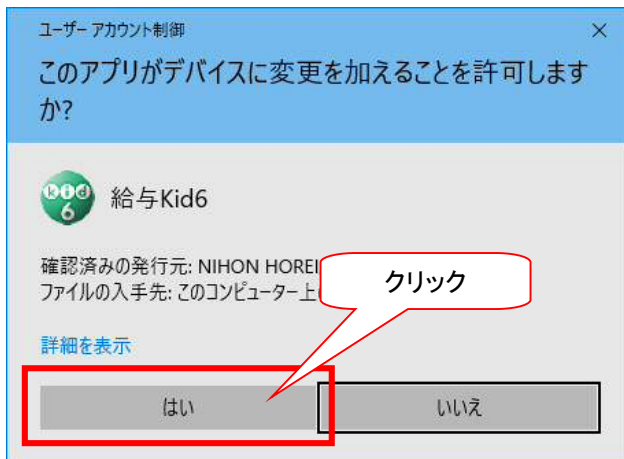 ユーザー アカウント制御
このアプリがデバイスに変更を加えることを許可します
か?
kid
6
給与Kid6
確認済みの発行元: NIHON HOREI
ファイルの入手先: このコンピューター上
クリック
詳細を表示
はい
いいえ